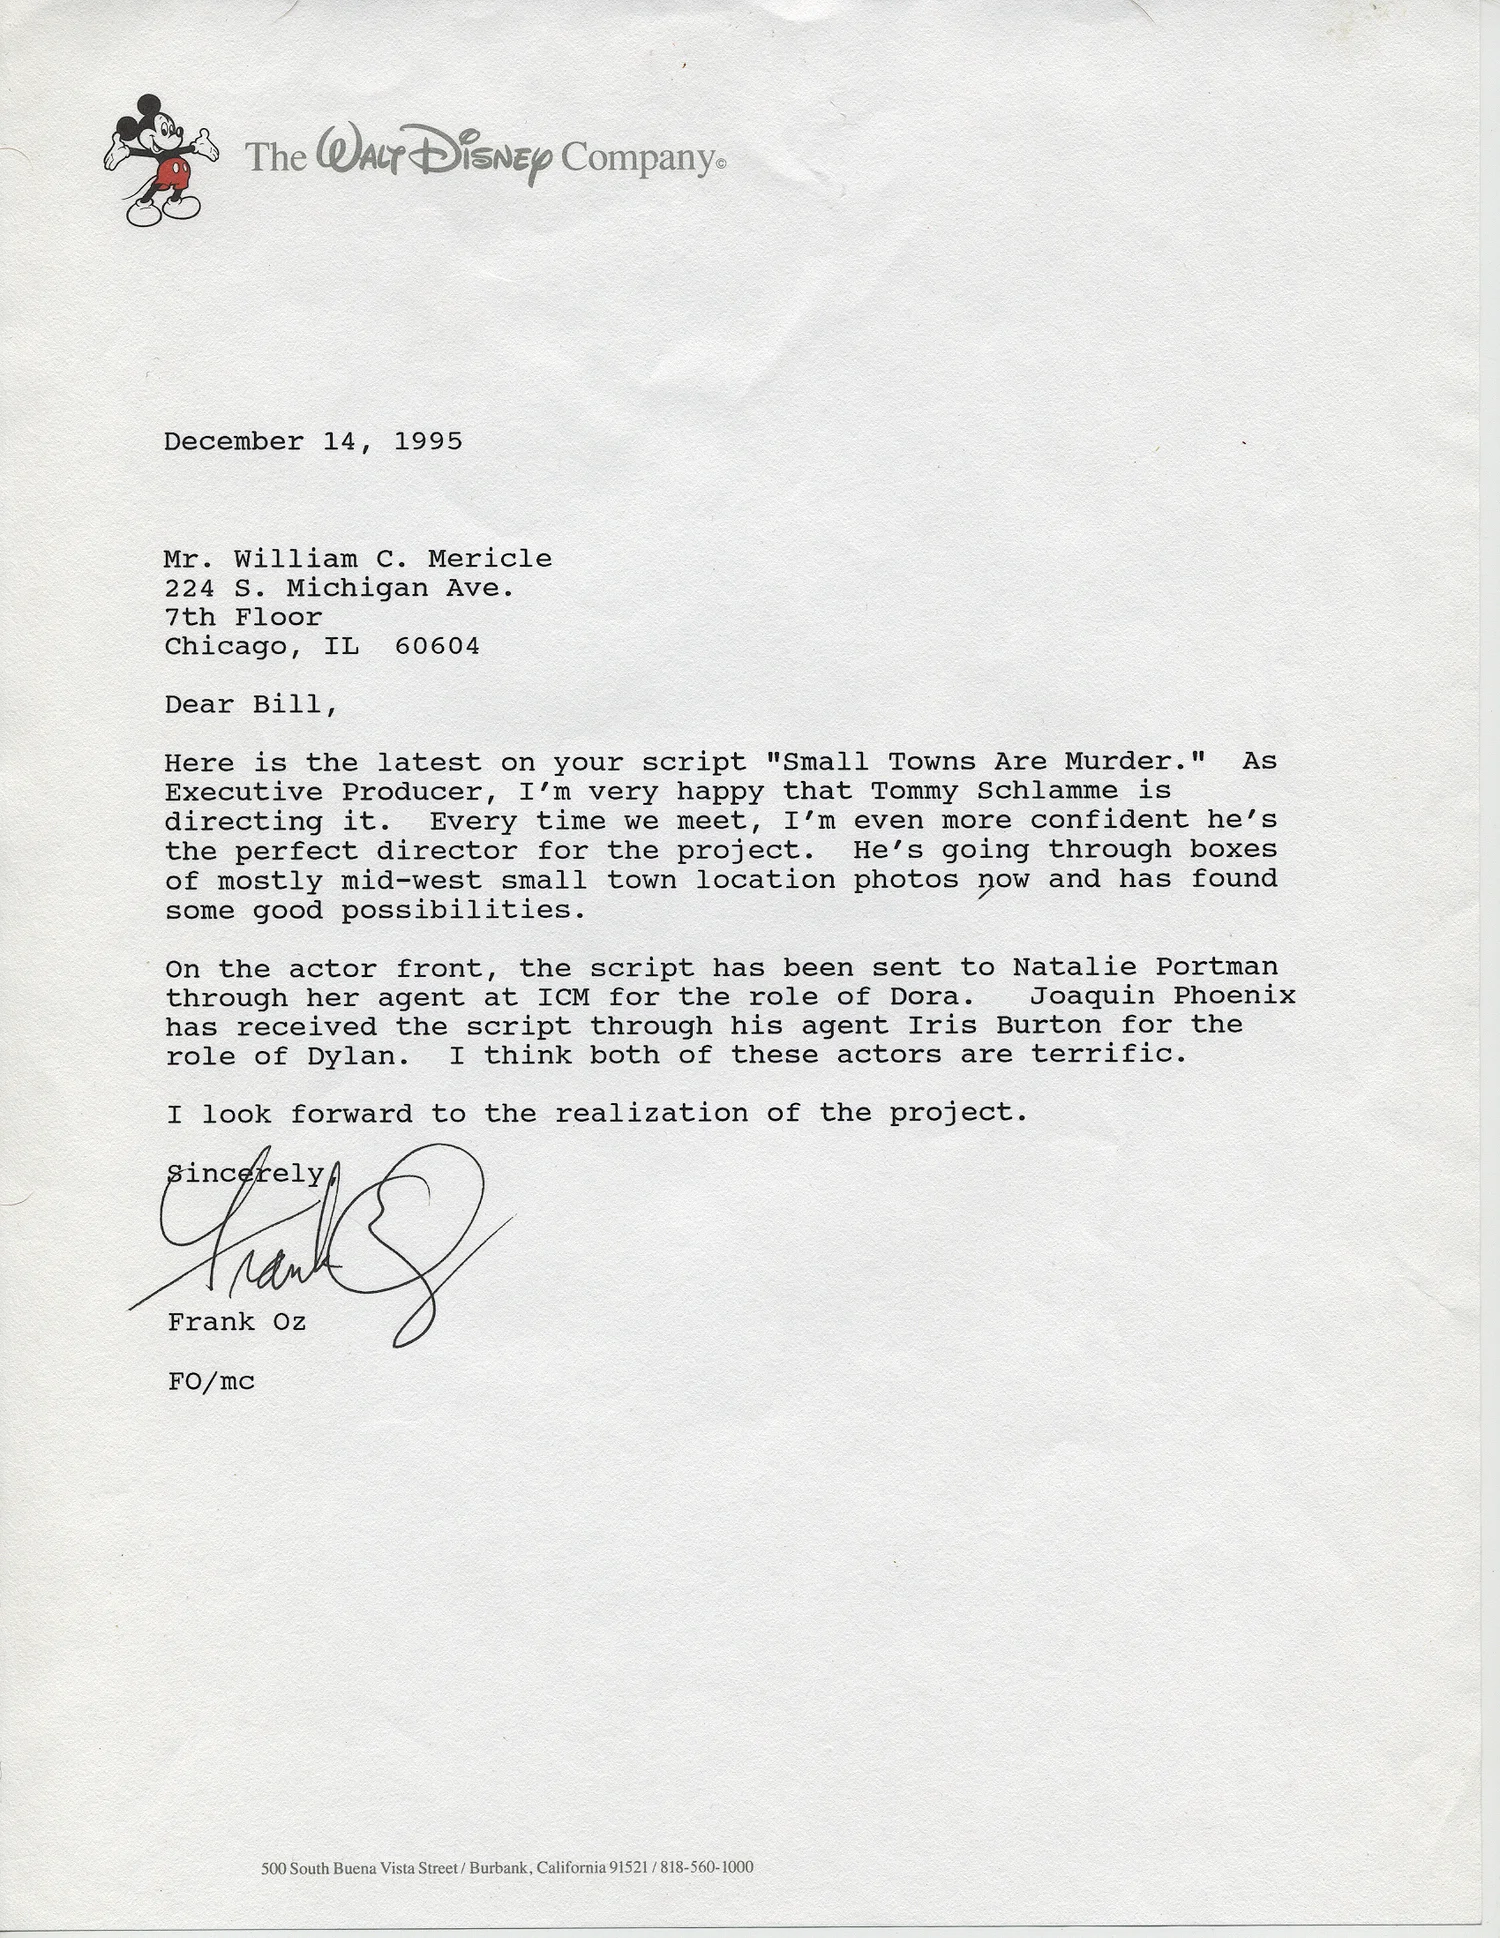 The Walt Disney Company©
December 14, 1995
Mr. William C. Mericle
224 S. Michigan Ave.
7th Floor
Chicago, IL  60604
Dear Bill,
Here is the latest on your script "Small Towns Are Murder."  As
Executive Producer, I'm very happy that Tommy Schlamme is
directing it.  Every time we meet, I'm even more confident he's
the perfect director for the project.  He's going through boxes
of mostly mid-west small town location photos now and has found
some good possibilities.
On the actor front, the script has been sent to Natalie Portman
through her agent at ICM for the role of Dora.   Joaquin Phoenix
has received the script through his agent Iris Burton for the
role of Dylan.  I think both of these actors are terrific.
I look forward to the realization of the project.
Sincerely,
Frank Oz
Frank Oz
FO/mc
500 South Buena Vista Street / Burbank, California 91521 / 818-560-1000